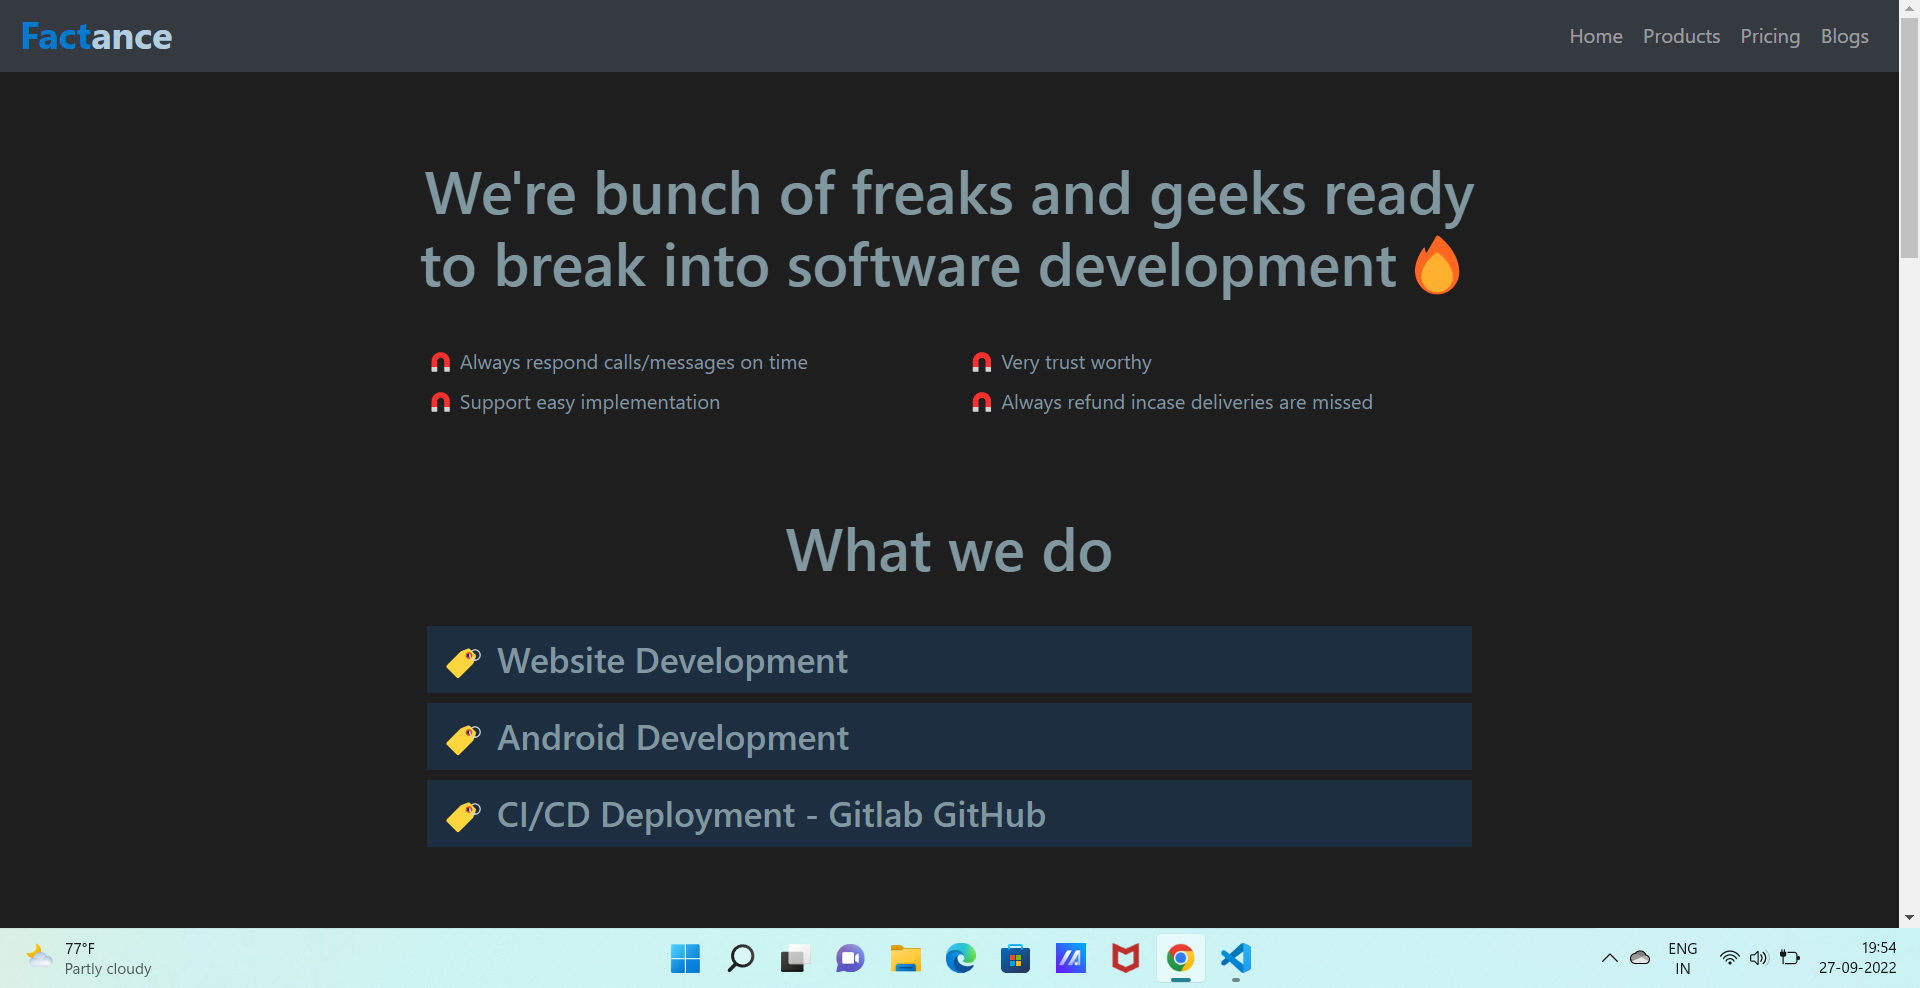 Factance
Home Products Pricing Blogs
We're bunch of freaks and geeks ready
to break into software development
Always respond calls/messages on time
Very trust worthy
Support easy implementation
Always refund incase deliveries are missed
What we do
Website Development
Android Development
CI/CD Deployment - Gitlab GitHub
77°F
Partly cloudy
ENG
IN
19:54
27-09-2022